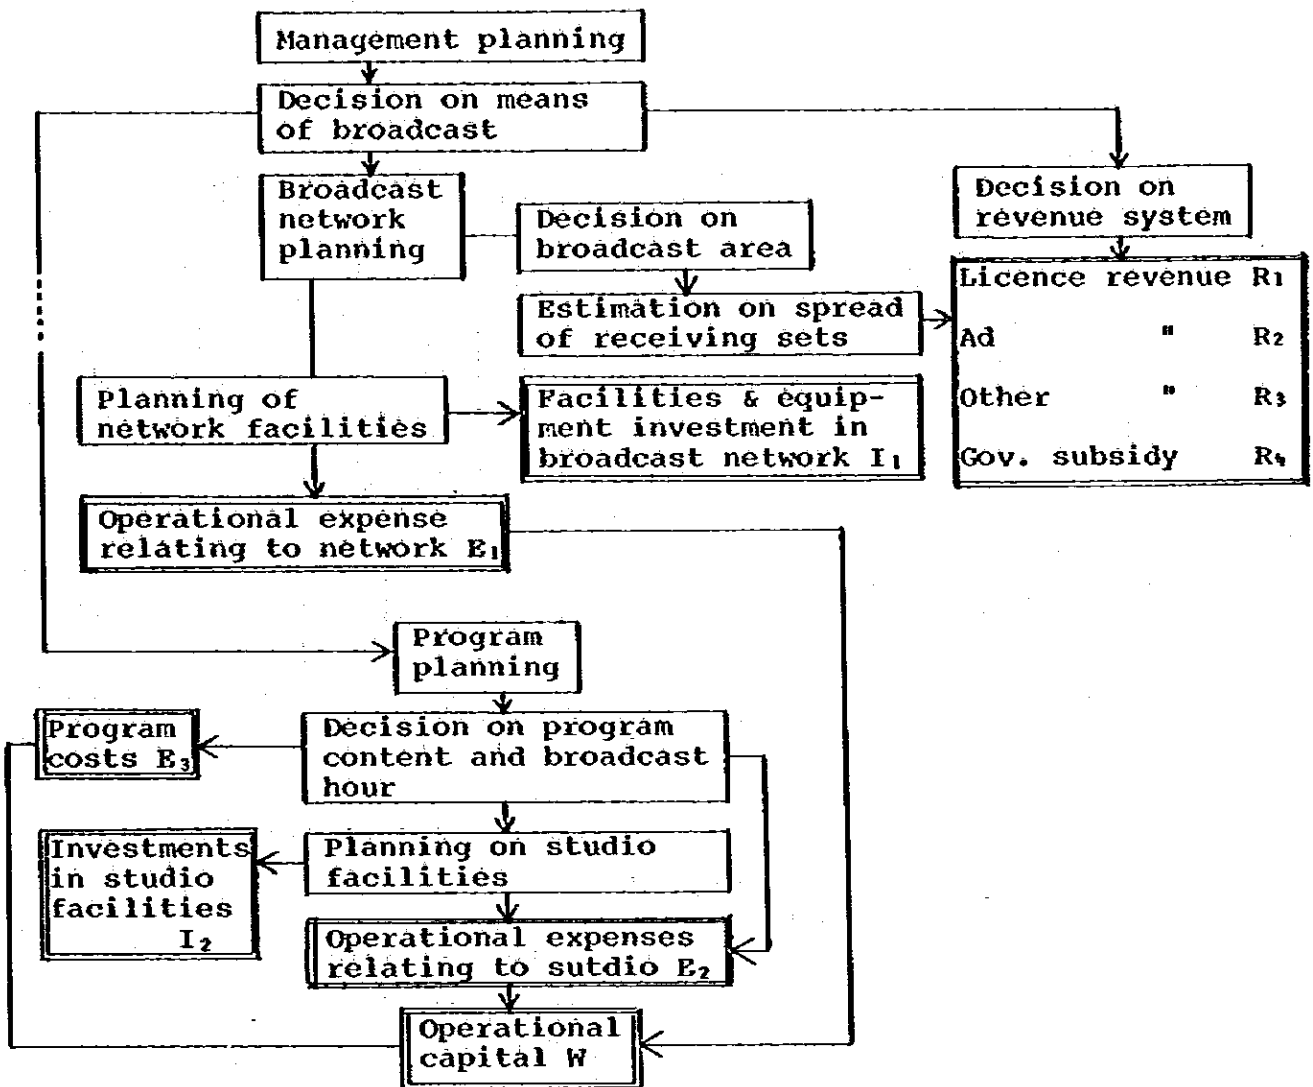 Management planning
Decision on means
of broadcast
Broadcast
network
planning
Decision on
broadcast area
Decision on
revenue system
Estimation on spread
of receiving sets
Licence revenue R₁
Ad " R₂
Other " R₃
Gov. subsidy R₄
Planning of
network facilities
Facilities & equip-
ment investment in
broadcast network I₁
Operational expense
relating to network E₁
Program
planning
Program
costs E₃
Decision on program
content and broadcast
hour
Investments
in studio
facilities
I₂
Planning on studio
facilities
Operational expenses
relating to sutdio E₂
Operational
capital W